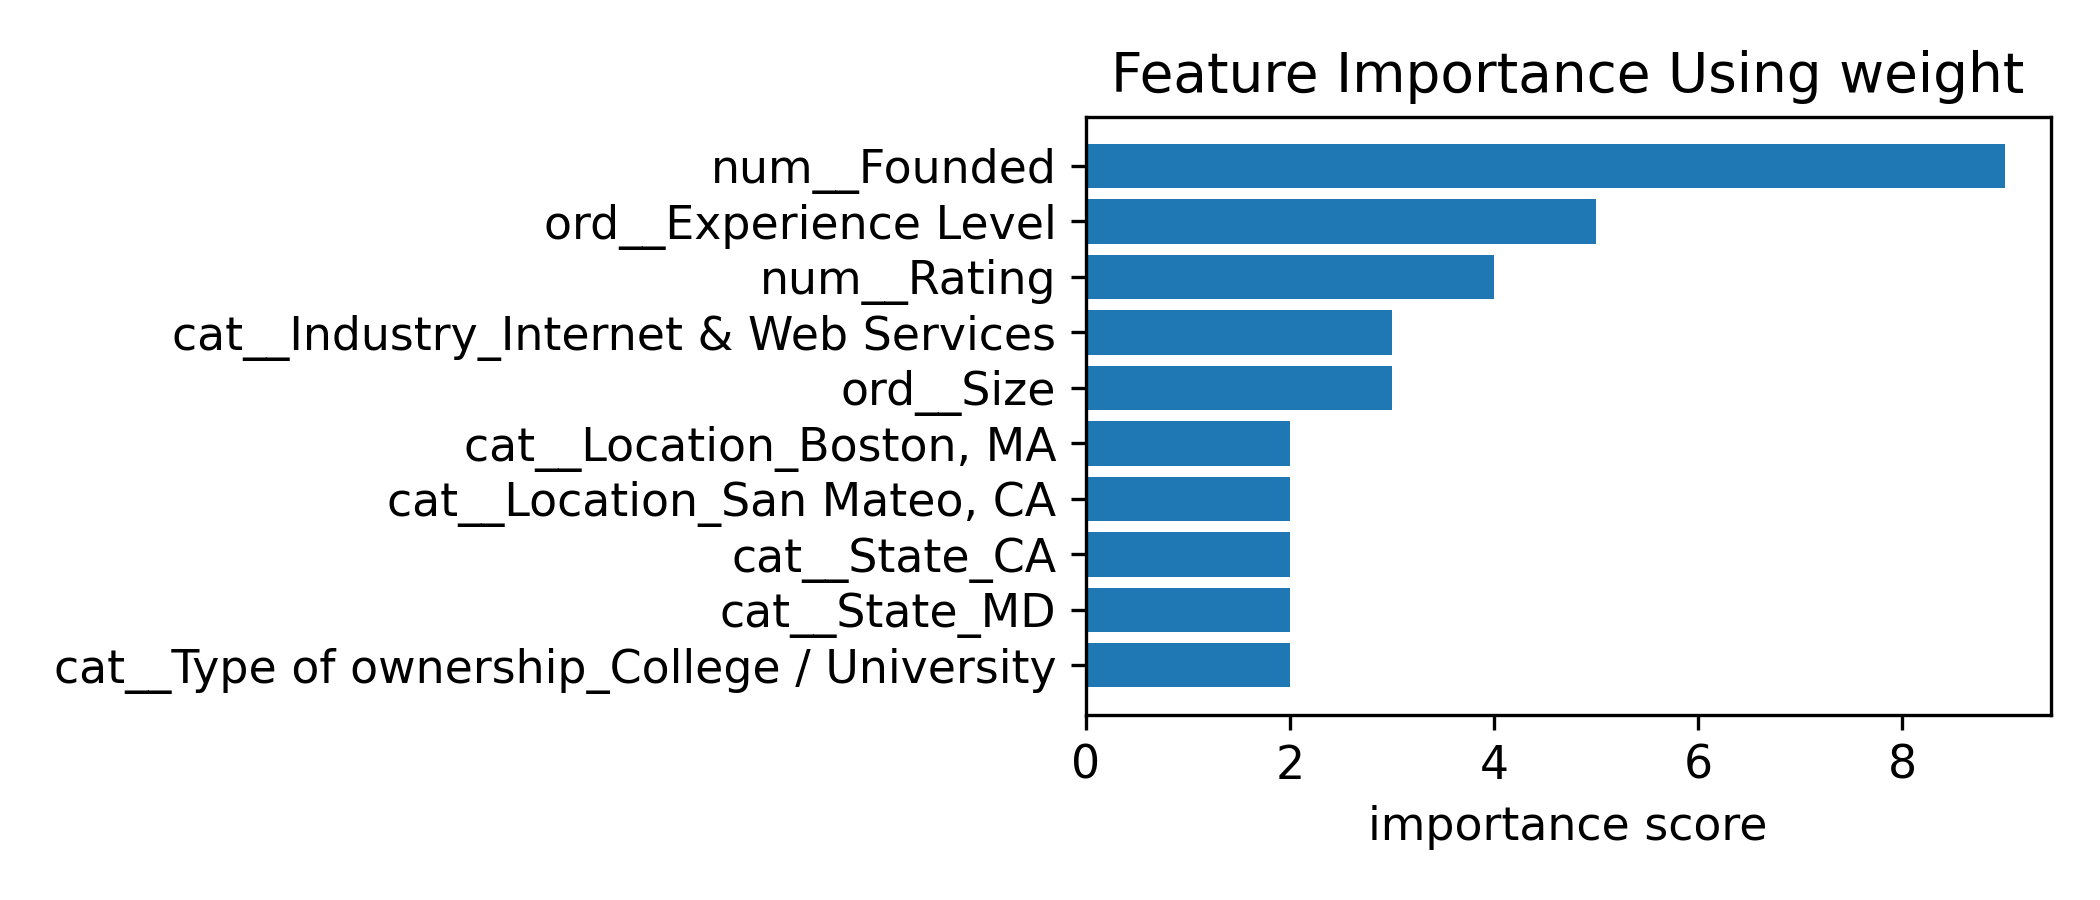 Feature Importance Using weight
num__Founded
ord__Experience Level
num__Rating
cat__Industry_Internet & Web Services
ord__Size
cat__Location_Boston, MA
cat__Location_San Mateo, CA
cat__State_CA
cat__State_MD
cat__Type of ownership_College / University
0 2 4 6 8
importance score